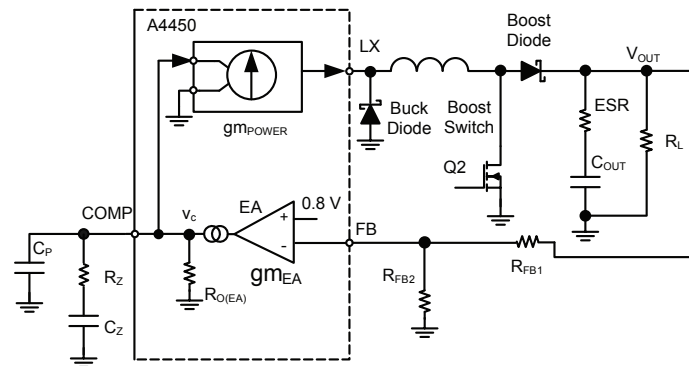 A4450
gmPOWER
LX
Buck
Diode
Boost
Switch
Q2
Boost
Diode
VOUT
ESR
COUT
RL
COMP
vc
EA
0.8 V
+
-
gmEA
FB
RO(EA)
CP
RZ
CZ
RFB1
RFB2